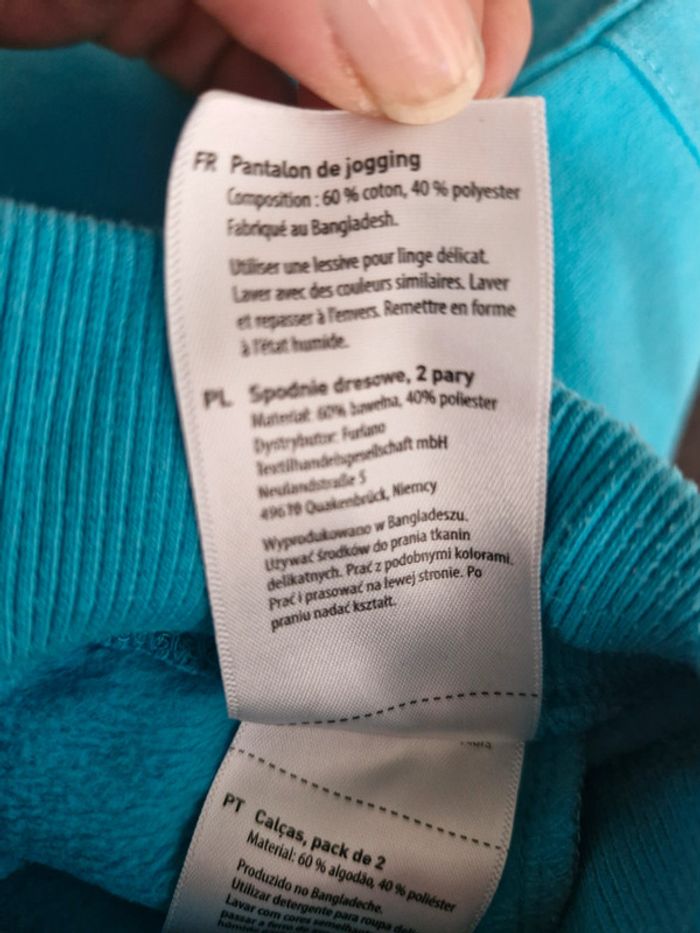 FR Pantalon de jogging
Composition : 60 % coton, 40 % polyester
Fabriqué au Bangladesh.
Utiliser une lessive pour linge délicat.
Laver avec des couleurs similaires. Laver
et repasser à l'envers. Remettre en forme
à l'état humide.
PL Spodnie dresowe, 2 pary
Materiał: 60% bawełna, 40% poliester
Dystrybutor: Furlano
Textilhandelsgesellschaft mbH
Neulandstraße 5
49610 Quakenbrück, Niemcy
Wyprodukowano w Bangladeszu.
Używać środków do prania tkanin
delikatnych. Prać z podobnymi kolorami.
Prać i prasować na lewej stronie. Po
praniu nadać kształt.
PT Calças, pack de 2
Material: 60 % algodão, 40 % poliéster
Produzido no Bangladeche.
Utilizar detergente para roupa
Lavar com cores
passar a ferro